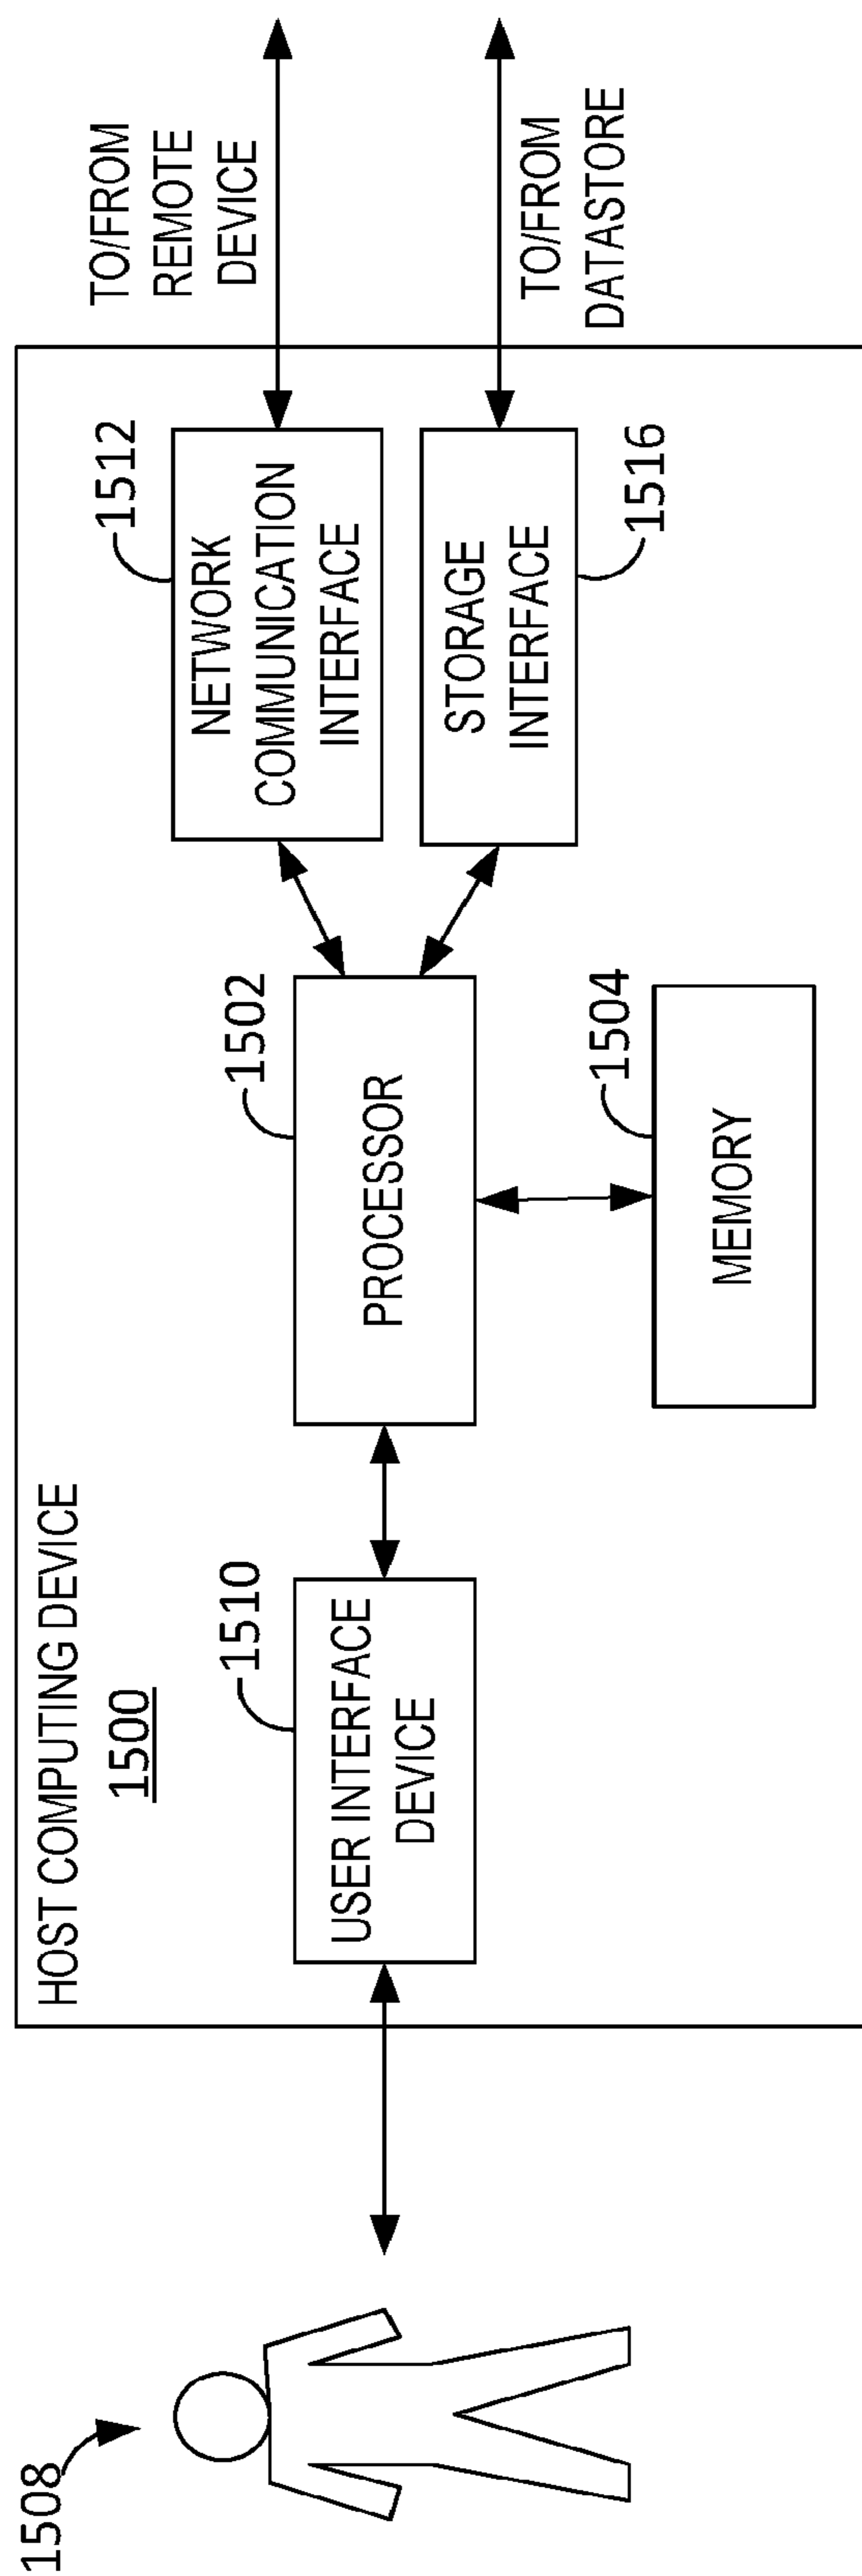 HOST COMPUTING DEVICE
1500
1508
USER INTERFACE
DEVICE
1510
PROCESSOR
1502
MEMORY
1504
NETWORK
COMMUNICATION
INTERFACE
1512
STORAGE
INTERFACE
1516
TO/FROM
REMOTE
DEVICE
TO/FROM
DATASTORE